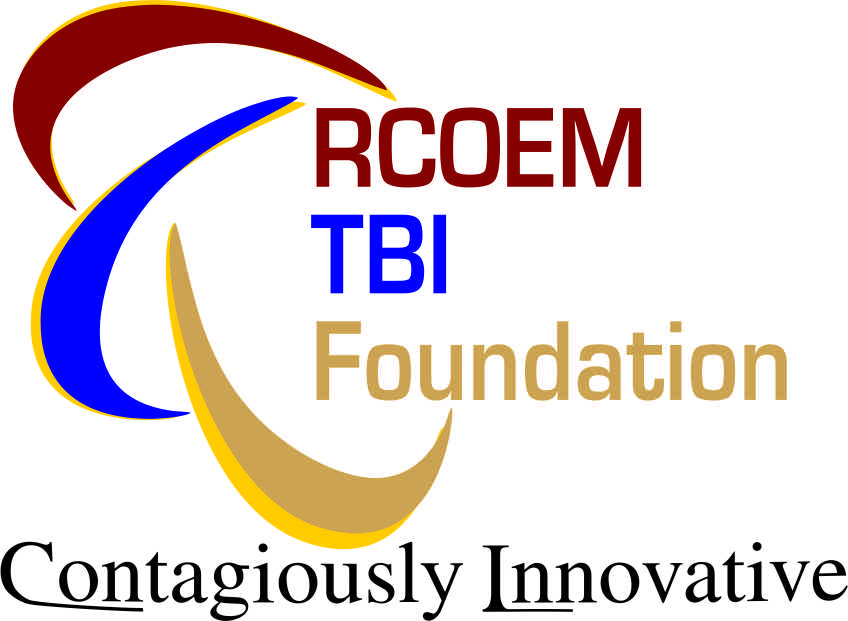 RCOEM
TBI
Foundation
Contagiously Innovative